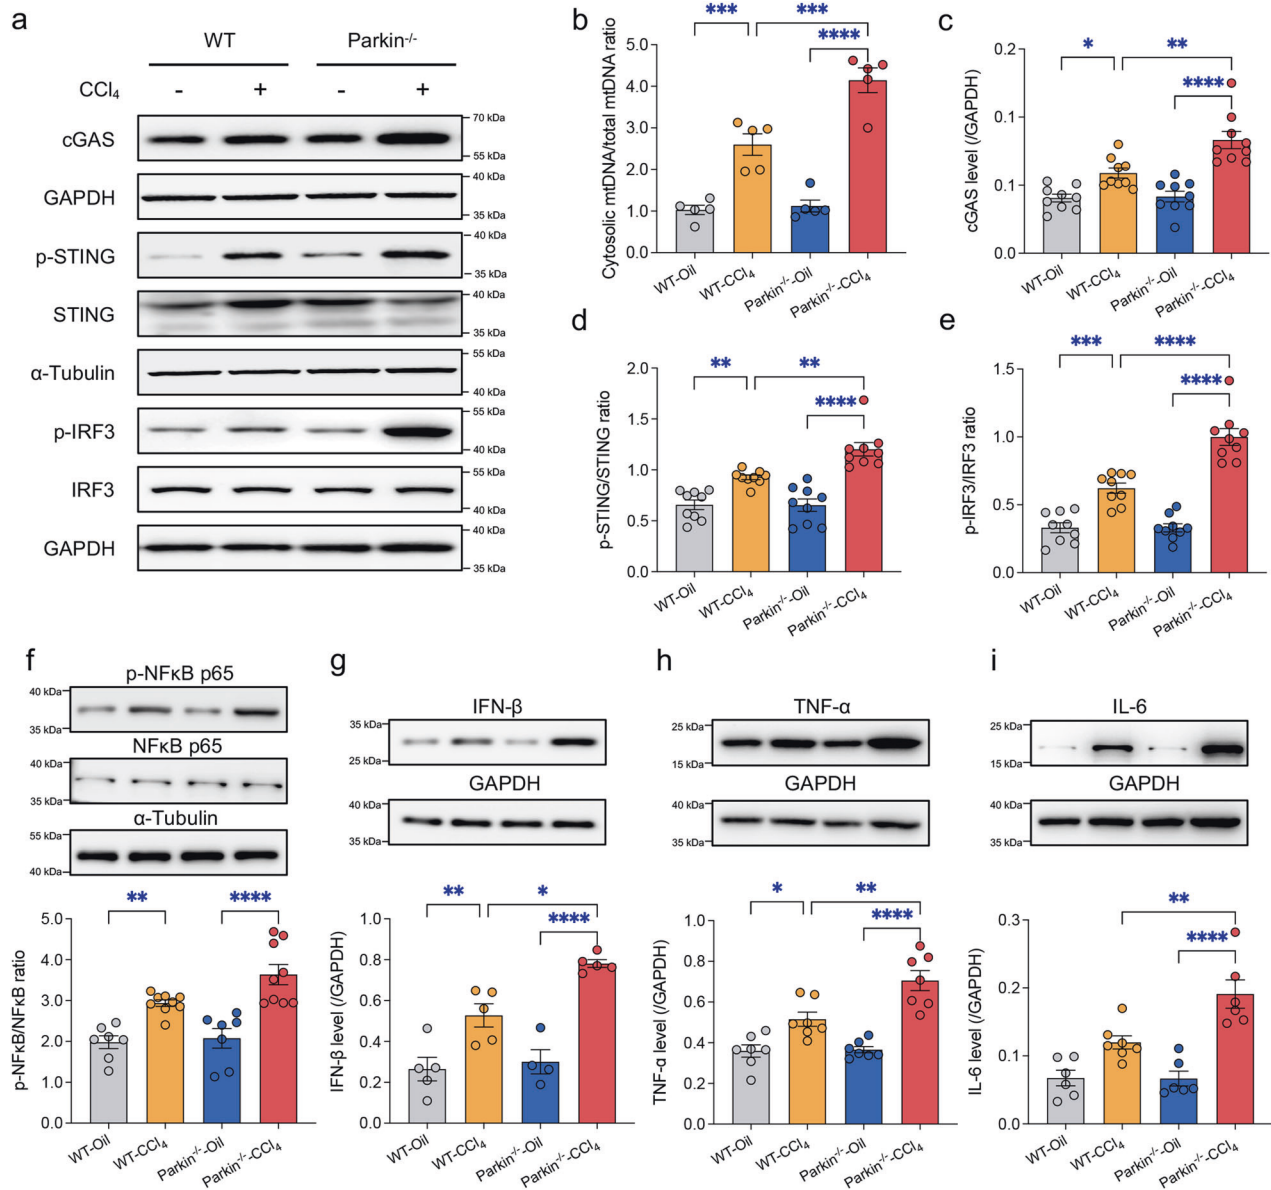 a
WT Parkin-/-
CCl4 - + - +
cGAS 70 kDa
55 kDa
GAPDH 40 kDa
35 kDa
p-STING 40 kDa
35 kDa
STING 40 kDa
35 kDa
α-Tubulin 55 kDa
40 kDa
p-IRF3 55 kDa
40 kDa
IRF3 55 kDa
40 kDa
GAPDH 40 kDa
35 kDa
b
*** ***
****
Cytosolic mtDNA/total mtDNA ratio
5.0
4.0
3.0
2.0
1.0
0.0
WT-Oil WT-CCl4 Parkin-/--Oil Parkin-/--CCl4
c
* **
****
cGAS level (/GAPDH)
0.2
0.1
0.1
0.0
WT-Oil WT-CCl4 Parkin-/--Oil Parkin-/--CCl4
d
** **
****
p-STING/STING ratio
2.0
1.5
1.0
0.5
0.0
WT-Oil WT-CCl4 Parkin-/--Oil Parkin-/--CCl4
e
*** ****
****
p-IRF3/IRF3 ratio
1.5
1.0
0.5
0.0
WT-Oil WT-CCl4 Parkin-/--Oil Parkin-/--CCl4
f
p-NFκB p65
40 kDa
35 kDa
NFκB p65
40 kDa
35 kDa
α-Tubulin
55 kDa
40 kDa
** ****
p-NFκB/NFκB ratio
5.0
4.0
3.0
2.0
1.0
0.0
WT-Oil WT-CCl4 Parkin-/--Oil Parkin-/--CCl4
g
IFN-β
35 kDa
25 kDa
GAPDH
40 kDa
35 kDa
** *
****
IFN-β level (/GAPDH)
1.0
0.8
0.6
0.4
0.2
0.0
WT-Oil WT-CCl4 Parkin-/--Oil Parkin-/--CCl4
h
TNF-α
25 kDa
15 kDa
GAPDH
40 kDa
35 kDa
* **
****
TNF-α level (/GAPDH)
1.0
0.8
0.6
0.4
0.2
0.0
WT-Oil WT-CCl4 Parkin-/--Oil Parkin-/--CCl4
i
IL-6
25 kDa
15 kDa
GAPDH
40 kDa
35 kDa
**
****
IL-6 level (/GAPDH)
0.3
0.2
0.1
0.0
WT-Oil WT-CCl4 Parkin-/--Oil Parkin-/--CCl4